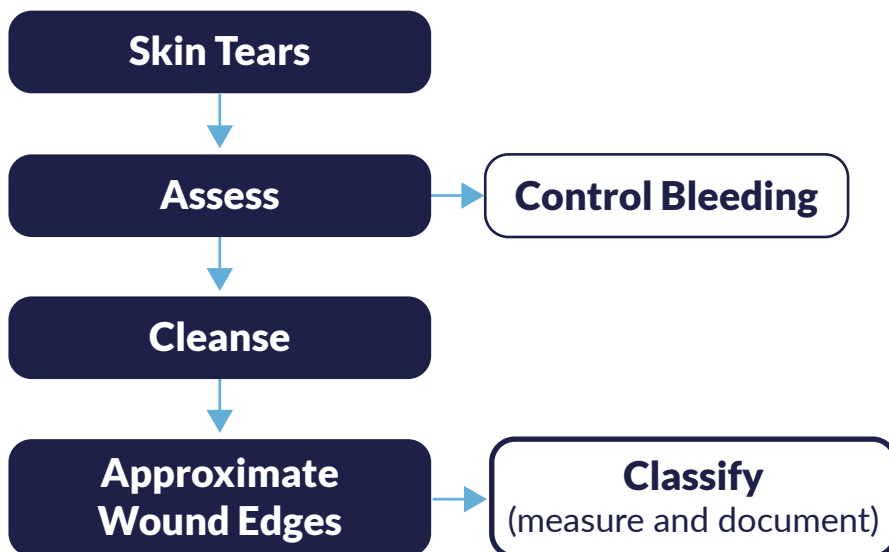 Skin Tears
Assess
Control Bleeding
Cleanse
Approximate
Wound Edges
Classify
(measure and document)